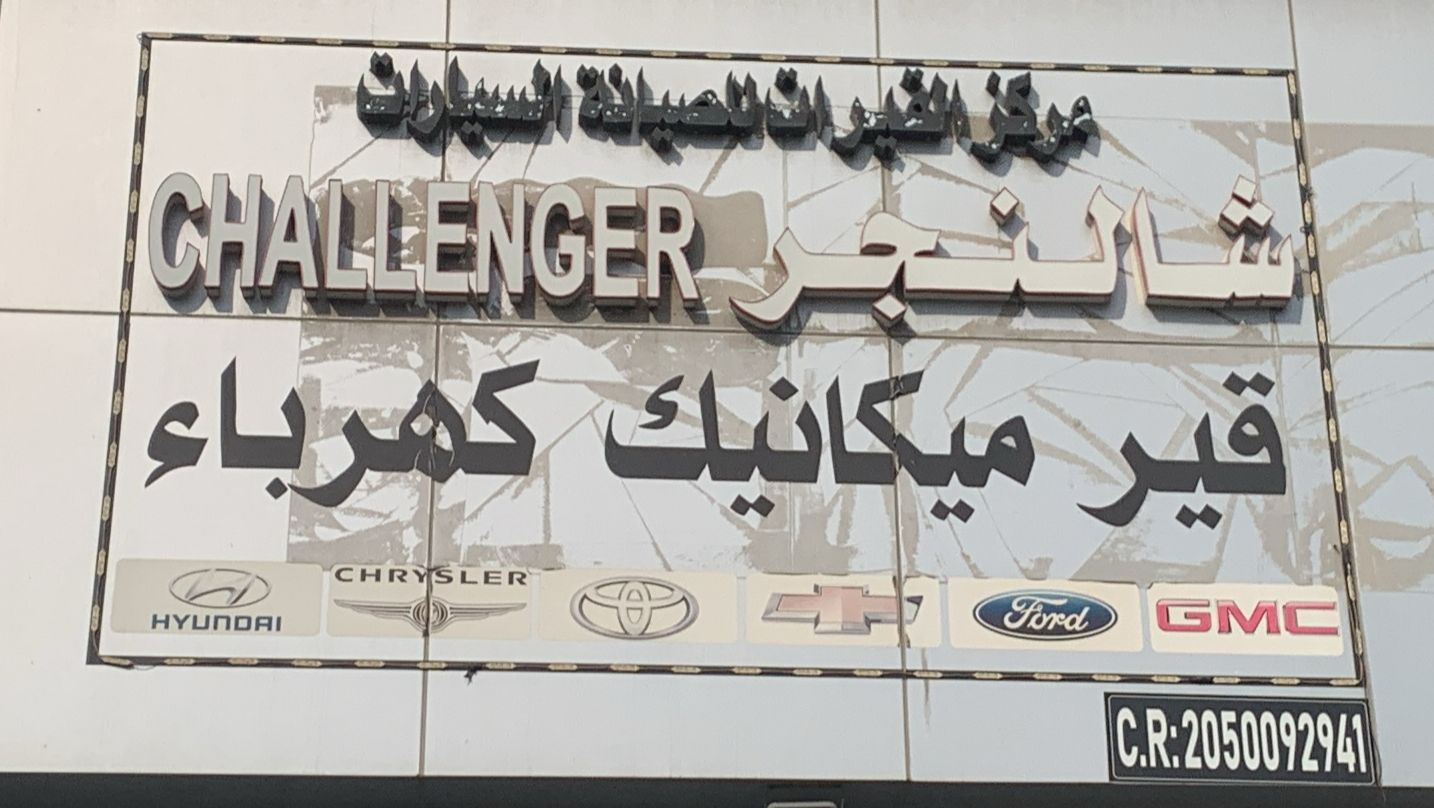 مركز القيرات لصيانة السيارات
CHALLENGER شالنجر
قير ميكانيك كهرباء
HYUNDAI CHRYSLER Ford GMC
C.R:2050092941